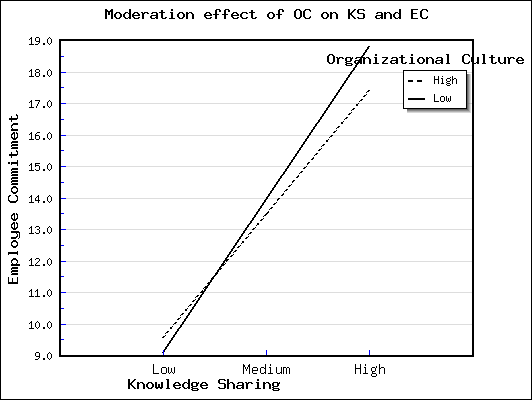 Moderation effect of OC on KS and EC
19.0
18.0
17.0
16.0
15.0
14.0
13.0
12.0
11.0
10.0
9.0
Employee Commitment
Organizational Culture
High
Low
Low Medium High
Knowledge Sharing